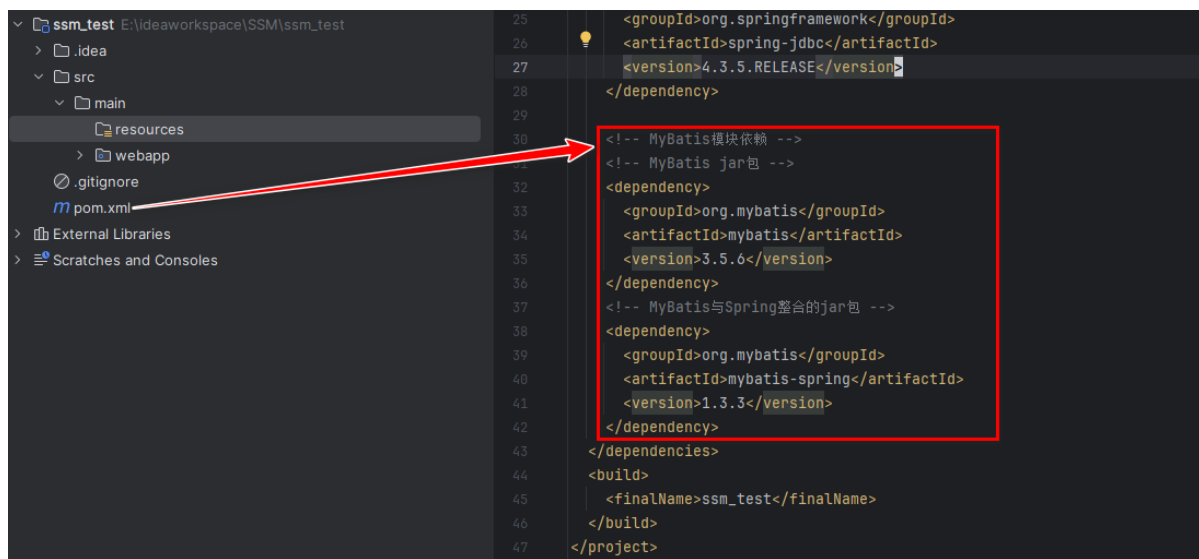 ssm_test E:\ideaworkspace\SSM\ssm_test
.idea
src
main
resources
webapp
.gitignore
pom.xml
External Libraries
Scratches and Consoles
25 <groupId>org.springframework</groupId>
26 <artifactId>spring-jdbc</artifactId>
27 <version>4.3.5.RELEASE</version>
28 </dependency>
29
30 <!-- MyBatis模块依赖 -->
31 <!-- MyBatis jar包 -->
32 <dependency>
33 <groupId>org.mybatis</groupId>
34 <artifactId>mybatis</artifactId>
35 <version>3.5.6</version>
36 </dependency>
37 <!-- MyBatis与Spring整合的jar包 -->
38 <dependency>
39 <groupId>org.mybatis</groupId>
40 <artifactId>mybatis-spring</artifactId>
41 <version>1.3.3</version>
42 </dependency>
43 </dependencies>
44 <build>
45 <finalName>ssm_test</finalName>
46 </build>
47 </project>